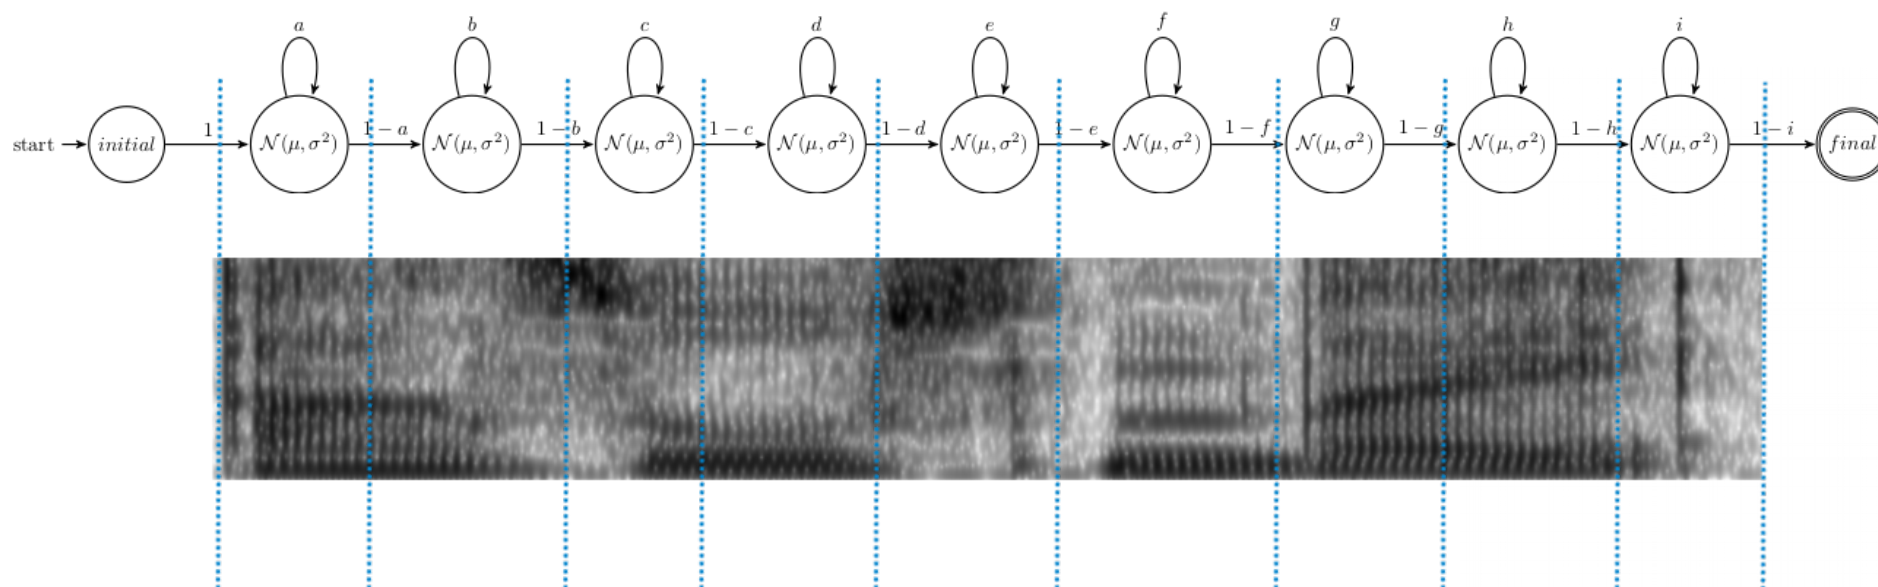 a b c d e f g h i
start initial 1 𝒩(μ, σ²) 1 − a 𝒩(μ, σ²) 1 − b 𝒩(μ, σ²) 1 − c 𝒩(μ, σ²) 1 − d 𝒩(μ, σ²) 1 − e 𝒩(μ, σ²) 1 − f 𝒩(μ, σ²) 1 − g 𝒩(μ, σ²) 1 − h 𝒩(μ, σ²) 1 − i final